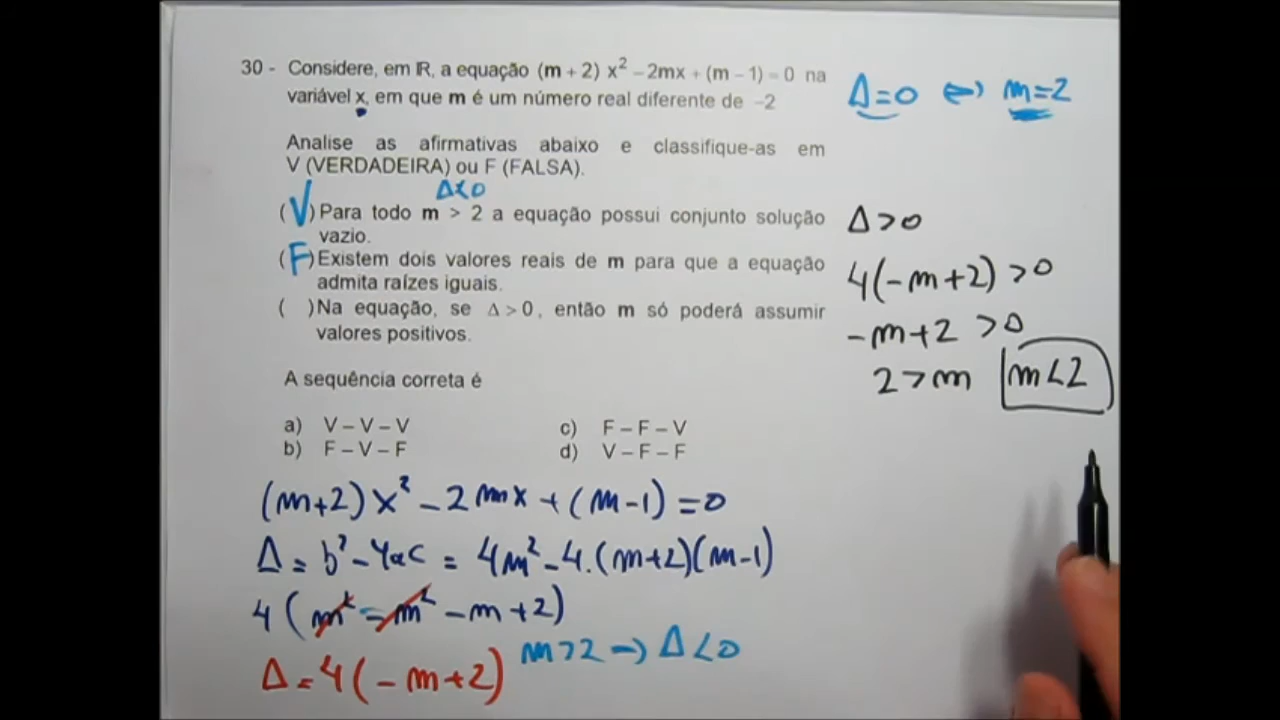 30 - Considere, em ℝ, a equação (m + 2) x² – 2mx + (m – 1) = 0 na
variável x, em que m é um número real diferente de –2
Δ=0 ⇔ m=2
Analise as afirmativas abaixo e classifique-as em
V (VERDADEIRA) ou F (FALSA).
Δ<0
(V) Para todo m > 2 a equação possui conjunto solução
vazio.
(F) Existem dois valores reais de m para que a equação
admita raízes iguais.
( ) Na equação, se Δ > 0, então m só poderá assumir
valores positivos.
Δ>0
4(-m+2)>0
-m+2 >0
2>m m<2
A sequência correta é
a) V – V – V
b) F – V – F
c) F – F – V
d) V – F – F
(m+2)x² - 2mx + (m-1) = 0
Δ = b² - 4ac = 4m² - 4.(m+2)(m-1)
4(m² - m² - m + 2)
Δ = 4(-m+2)
m>2 → Δ<0